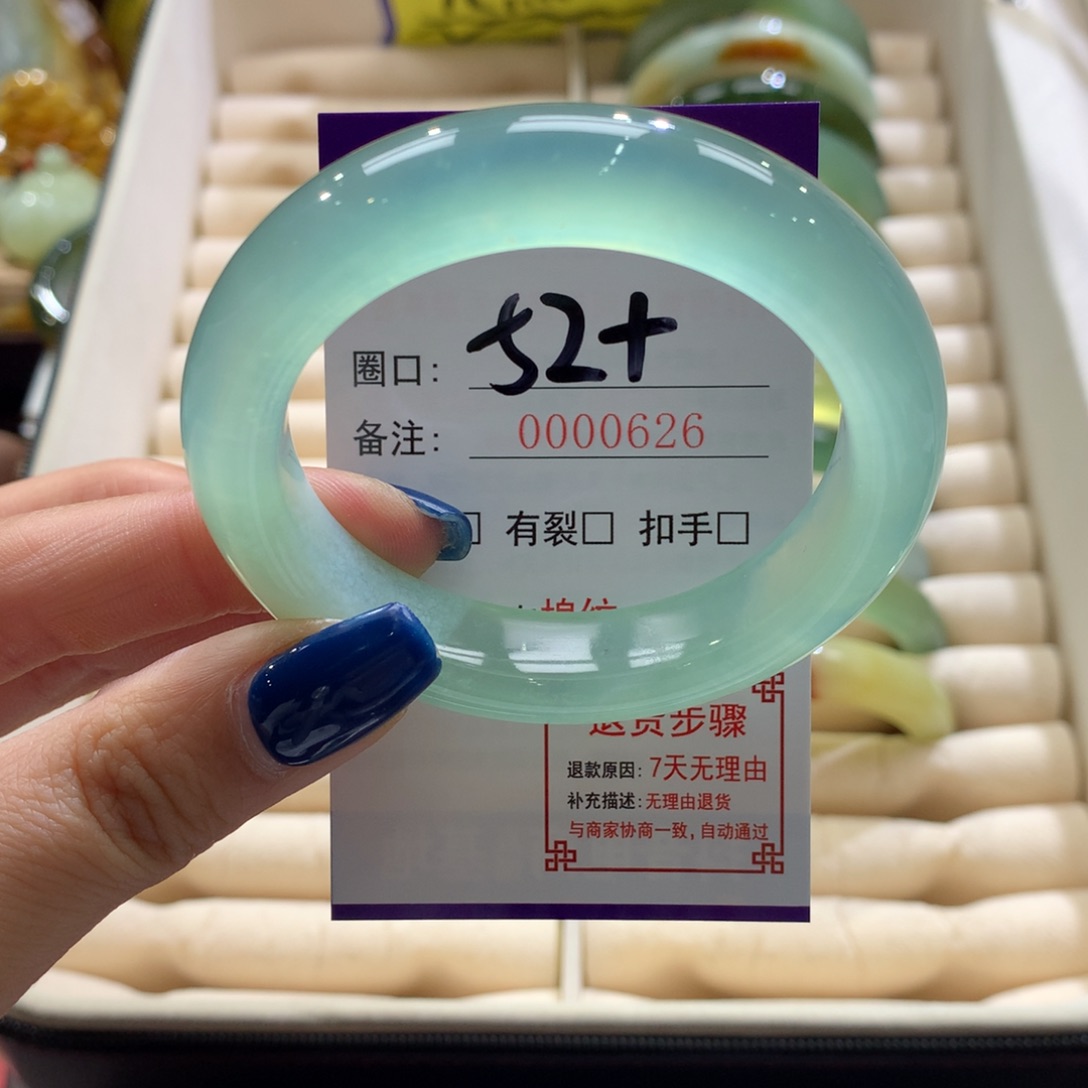 圈口: 52+
备注: 0000626
有裂□ 扣手□
棉纹
退货步骤
退款原因: 7天无理由
补充描述: 无理由退货
与商家协商一致, 自动通过